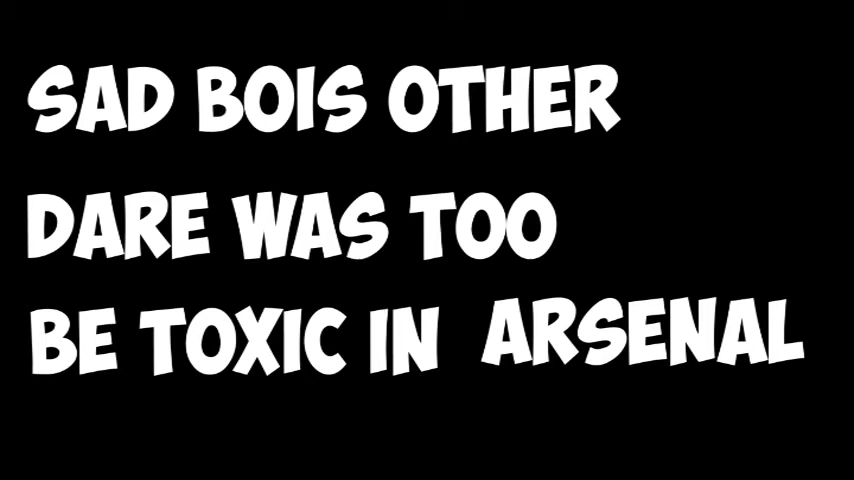 SAD BOIS OTHER
DARE WAS TOO
BE TOXIC IN ARSENAL